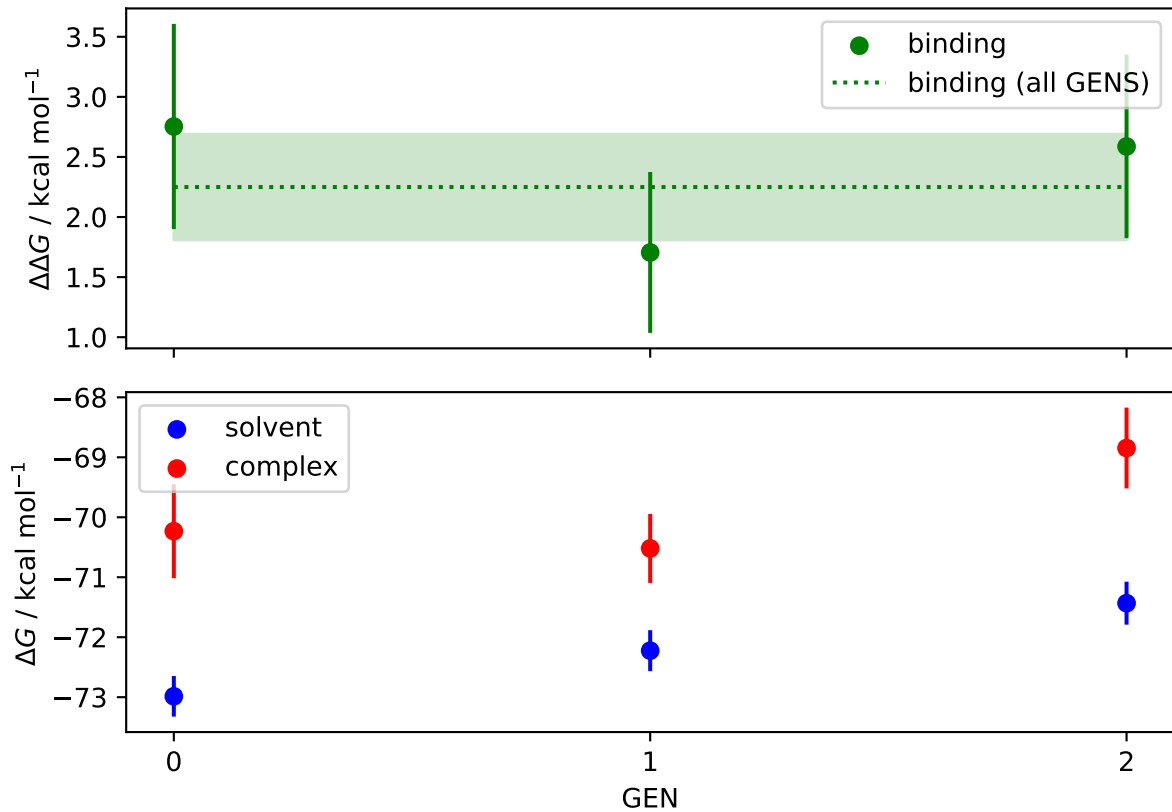 3.5
3.0
2.5
2.0
1.5
1.0
ΔΔG / kcal mol⁻¹
binding
binding (all GENS)
−68
−69
−70
−71
−72
−73
ΔG / kcal mol⁻¹
solvent
complex
0
1
2
GEN